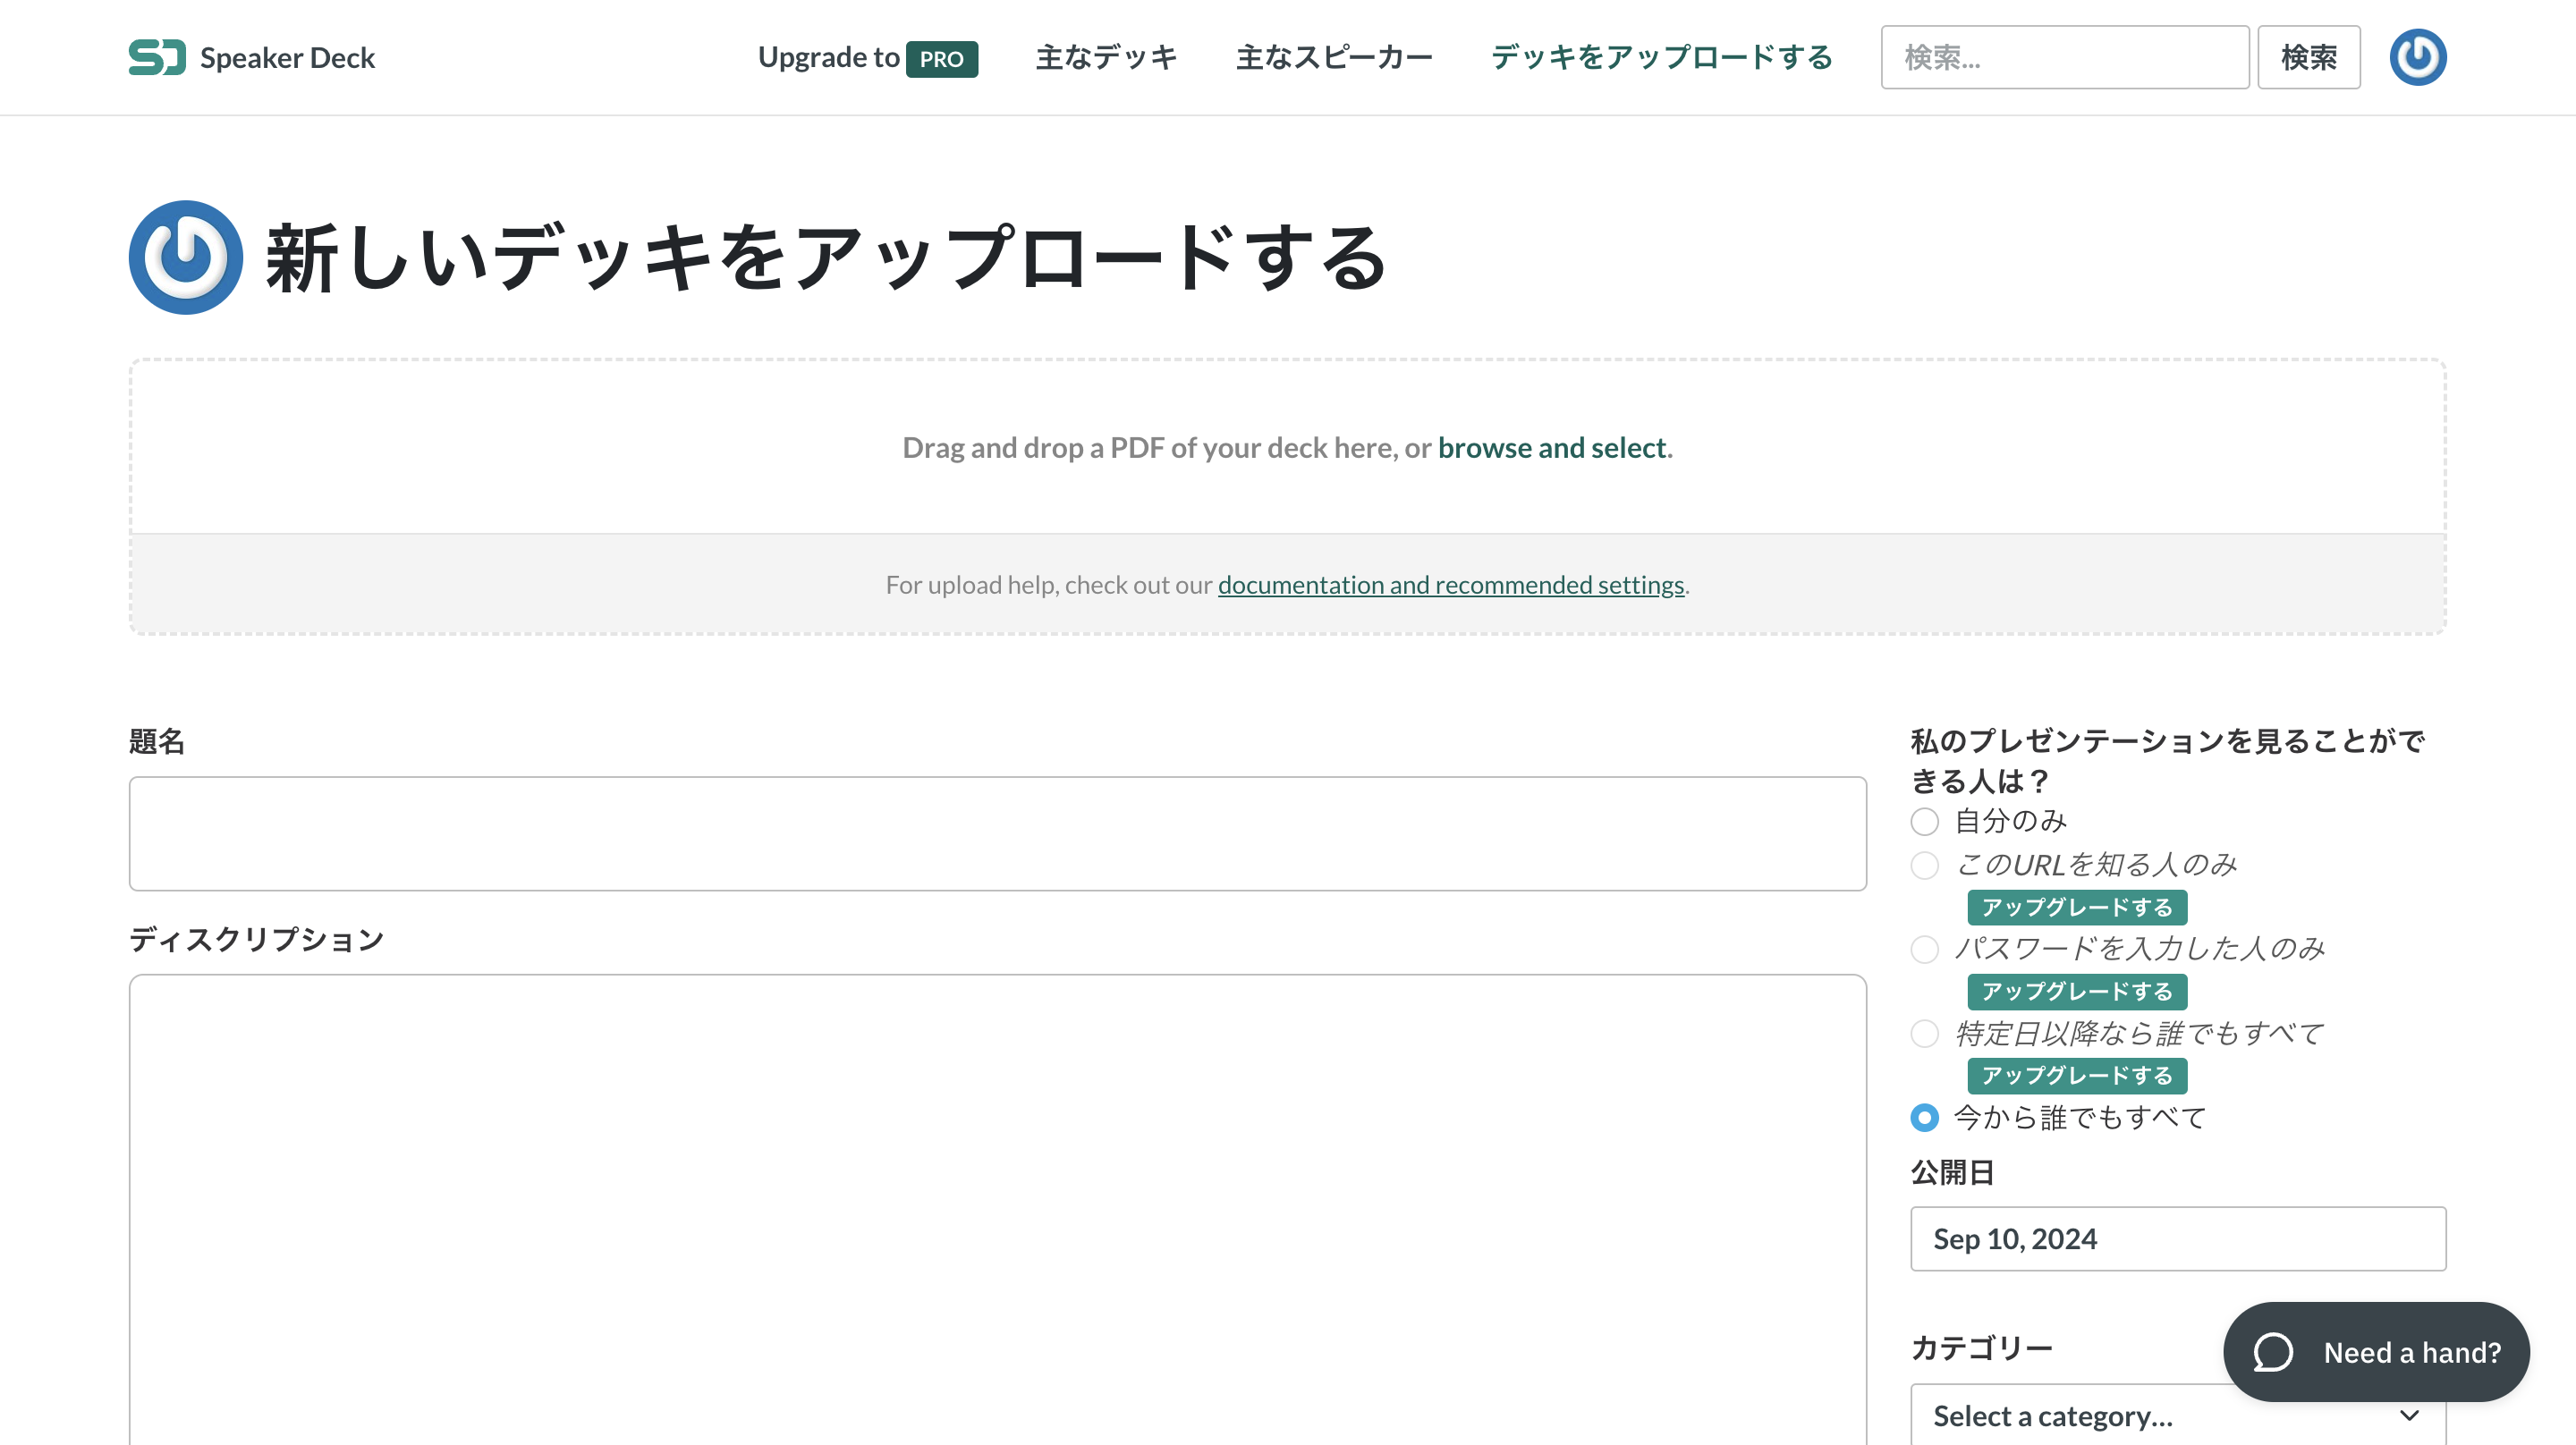 Speaker Deck
Upgrade to PRO
主なデッキ
主なスピーカー
デッキをアップロードする
検索...
検索
新しいデッキをアップロードする
Drag and drop a PDF of your deck here, or browse and select.
For upload help, check out our documentation and recommended settings.
題名
ディスクリプション
私のプレゼンテーションを見ることがで
きる人は？
自分のみ
このURLを知る人のみ
アップグレードする
パスワードを入力した人のみ
アップグレードする
特定日以降なら誰でもすべて
アップグレードする
今から誰でもすべて
公開日
Sep 10, 2024
カテゴリー
Select a category...
Need a hand?